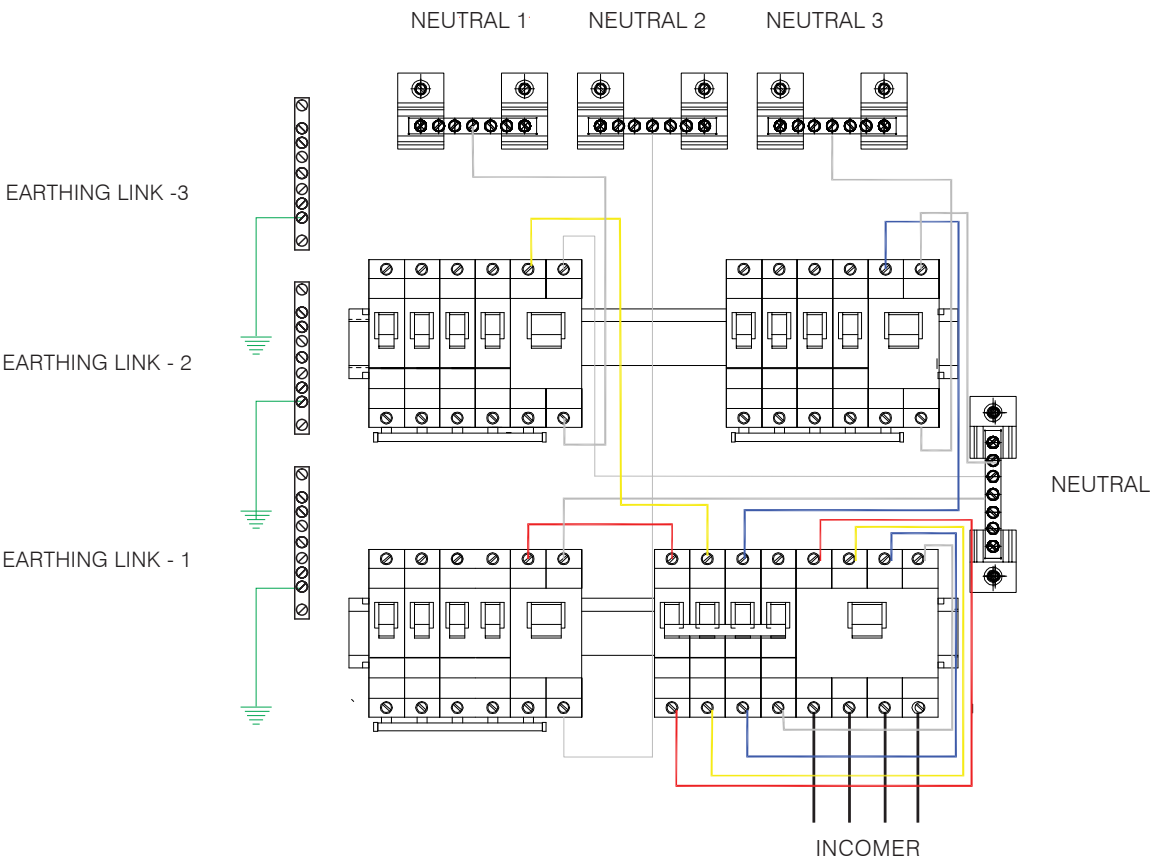 NEUTRAL 1
NEUTRAL 2
NEUTRAL 3
EARTHING LINK -3
EARTHING LINK - 2
NEUTRAL
EARTHING LINK - 1
INCOMER